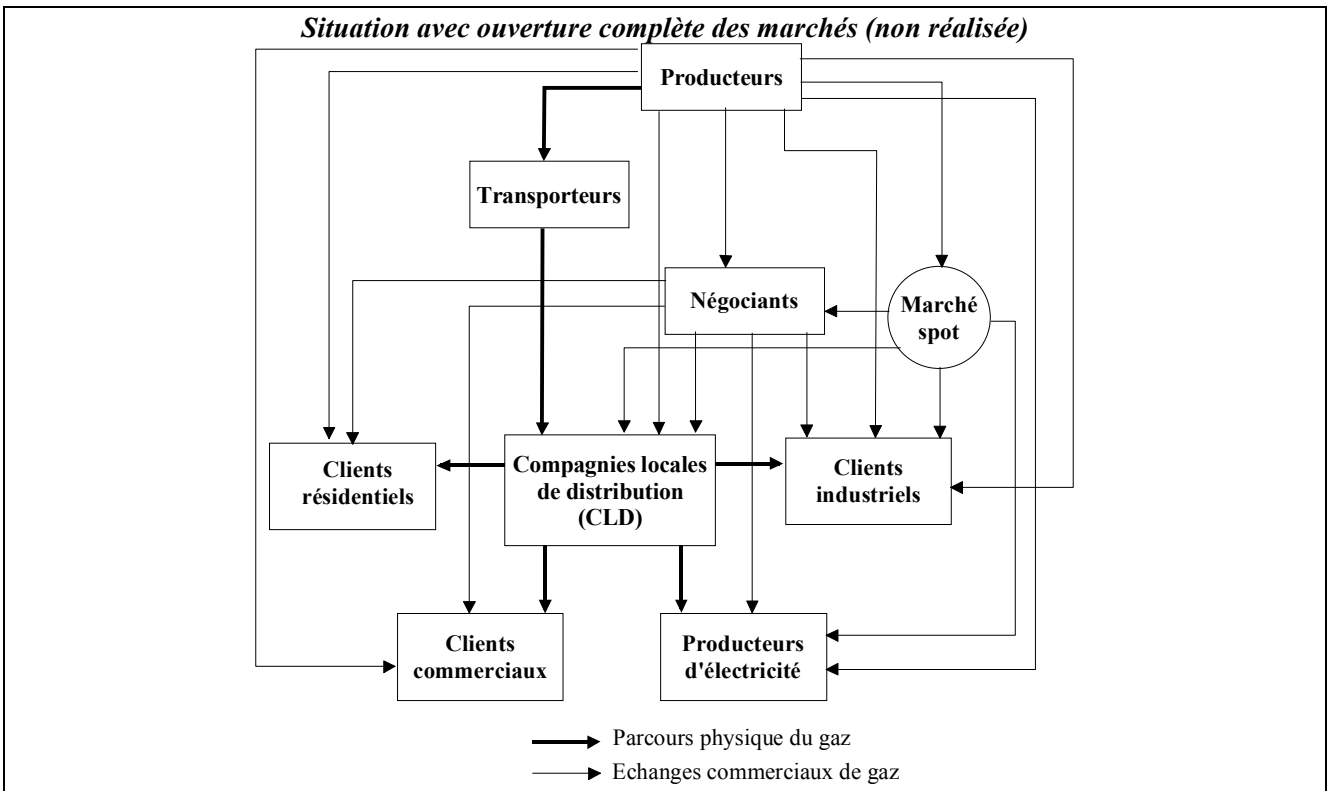 Situation avec ouverture complète des marchés (non réalisée)
Producteurs
Transporteurs
Négociants
Marché
spot
Clients
résidentiels
Compagnies locales
de distribution
(CLD)
Clients
industriels
Clients
commerciaux
Producteurs
d'électricité
Parcours physique du gaz
Echanges commerciaux de gaz